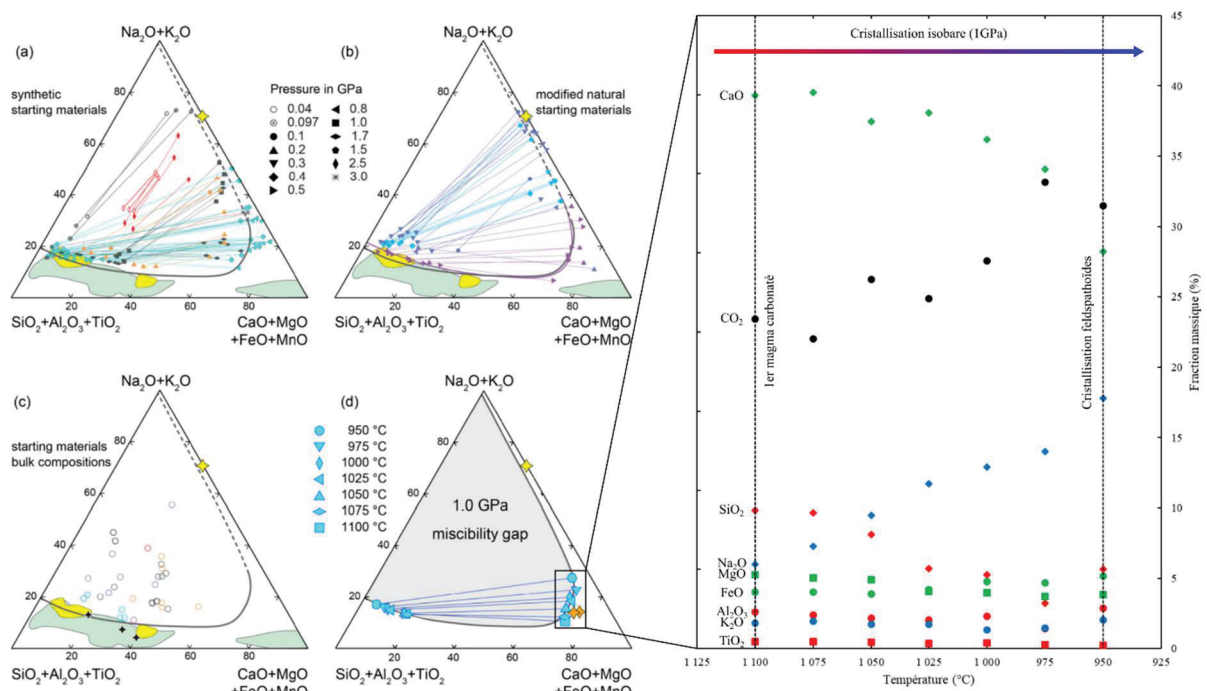 (a)
Na₂O+K₂O
synthetic
starting materials
80
60
40
20
20
40
60
80
SiO₂+Al₂O₃+TiO₂
CaO+MgO
+FeO+MnO
Pressure in GPa
0.04
0.097
0.1
0.2
0.3
0.4
0.5
0.8
1.0
1.7
1.5
2.5
3.0
(b)
Na₂O+K₂O
modified natural
starting materials
80
60
40
20
20
40
60
80
SiO₂+Al₂O₃+TiO₂
CaO+MgO
+FeO+MnO
(c)
Na₂O+K₂O
starting materials
bulk compositions
80
60
40
20
20
40
60
80
SiO₂+Al₂O₃+TiO₂
CaO+MgO
+FeO+MnO
(d)
Na₂O+K₂O
950 °C
975 °C
1000 °C
1025 °C
1050 °C
1075 °C
1100 °C
80
60
40
20
1.0 GPa
miscibility gap
20
40
60
80
SiO₂+Al₂O₃+TiO₂
CaO+MgO
+FeO+MnO
Cristallisation isobare (1GPa)
CaO
CO₂
SiO₂
Na₂O
MgO
FeO
Al₂O₃
K₂O
TiO₂
1er magma carbonaté
Cristallisation feldspathoïdes
45
40
35
30
25
20
15
10
5
0
Fraction massique (%)
1 125
1 100
1 075
1 050
1 025
1 000
975
950
925
Température (°C)